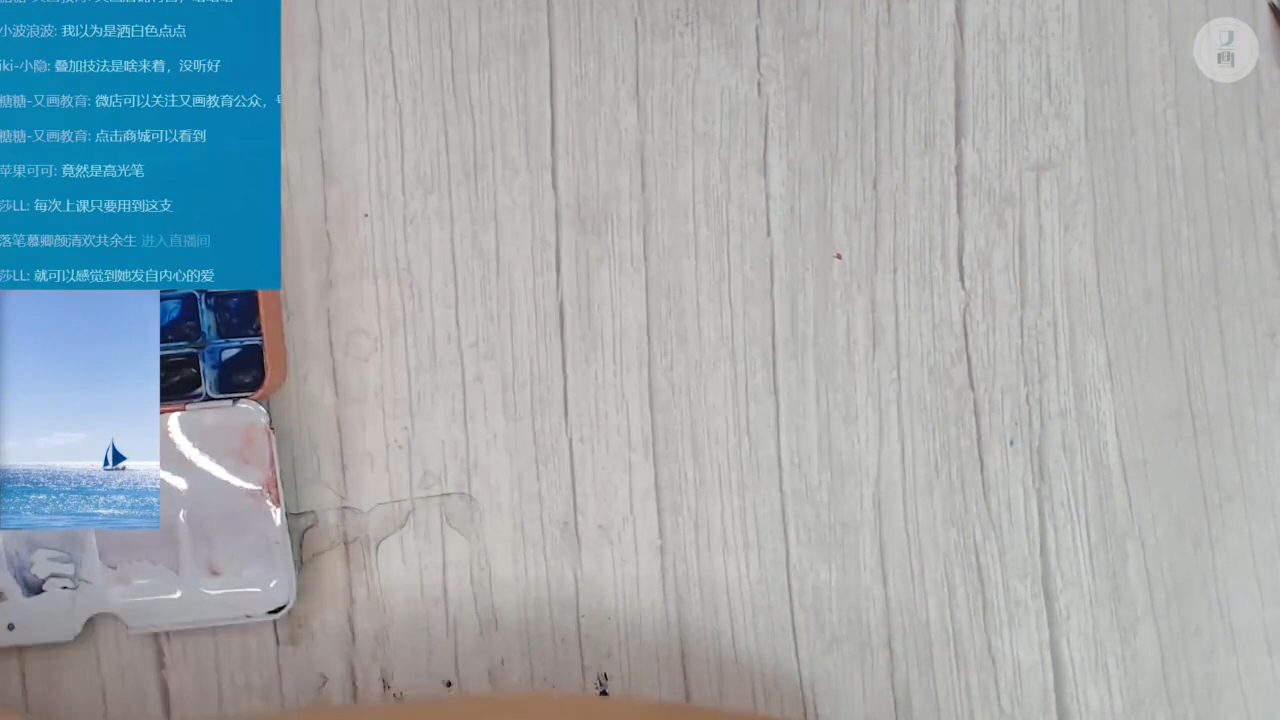 小波浪波: 我以为是洒白色点点
iki-小隐: 叠加技法是啥来着，没听好
糖糖-又画教育: 微店可以关注又画教育公众，号
糖糖-又画教育: 点击商城可以看到
苹果可可: 竟然是高光笔
莎LL: 每次上课只要用到这支
落笔慕卿颜清欢共余生 进入直播间
莎LL: 就可以感觉到她发自内心的爱